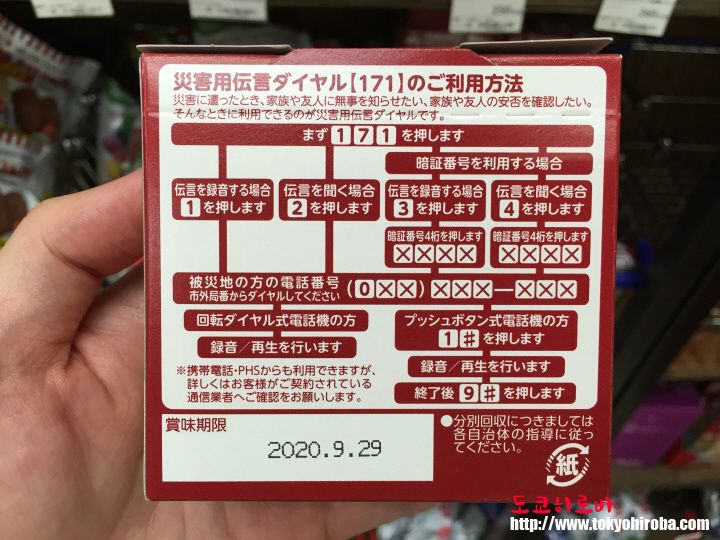 災害用伝言ダイヤル【171】のご利用方法
災害に遭ったとき、家族や友人に無事を知らせたい、家族や友人の安否を確認したい。
そんなときに利用できるのが災害用伝言ダイヤルです。
まず 1 7 1 を押します
暗証番号を利用する場合
伝言を録音する場合 伝言を聞く場合 伝言を録音する場合 伝言を聞く場合
1 を押します 2 を押します 3 を押します 4 を押します
暗証番号4桁を押します 暗証番号4桁を押します
×××× ××××
被災地の方の電話番号 (0××)×××―×××
市外局番からダイヤルしてください
回転ダイヤル式電話機の方
録音/再生を行います
プッシュボタン式電話機の方
1 # を押します
録音/再生を行います
終了後 9 # を押します
※携帯電話・PHSからも利用できますが、
詳しくはお客様がご契約されている
通信業者へご確認をお願いします。
賞味期限
2020.9.29
●分別回収につきましては
各自治体の指導に従っ
てください。
紙
도쿄히로바
http://www.tokyohiroba.com/